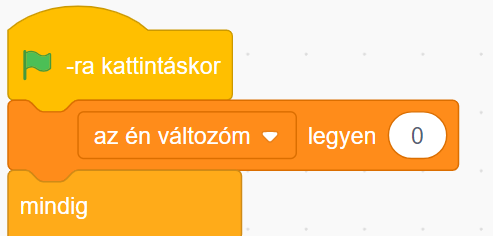 -ra kattintáskor
az én változóm legyen 0
mindig